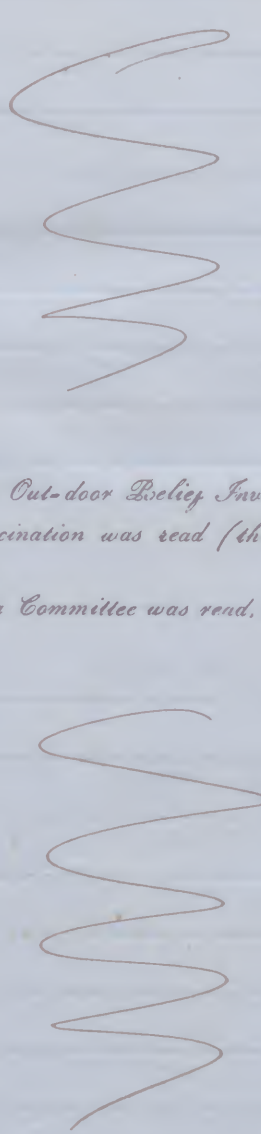 Out-door Relief Inv
cination was read (th
Committee was read,